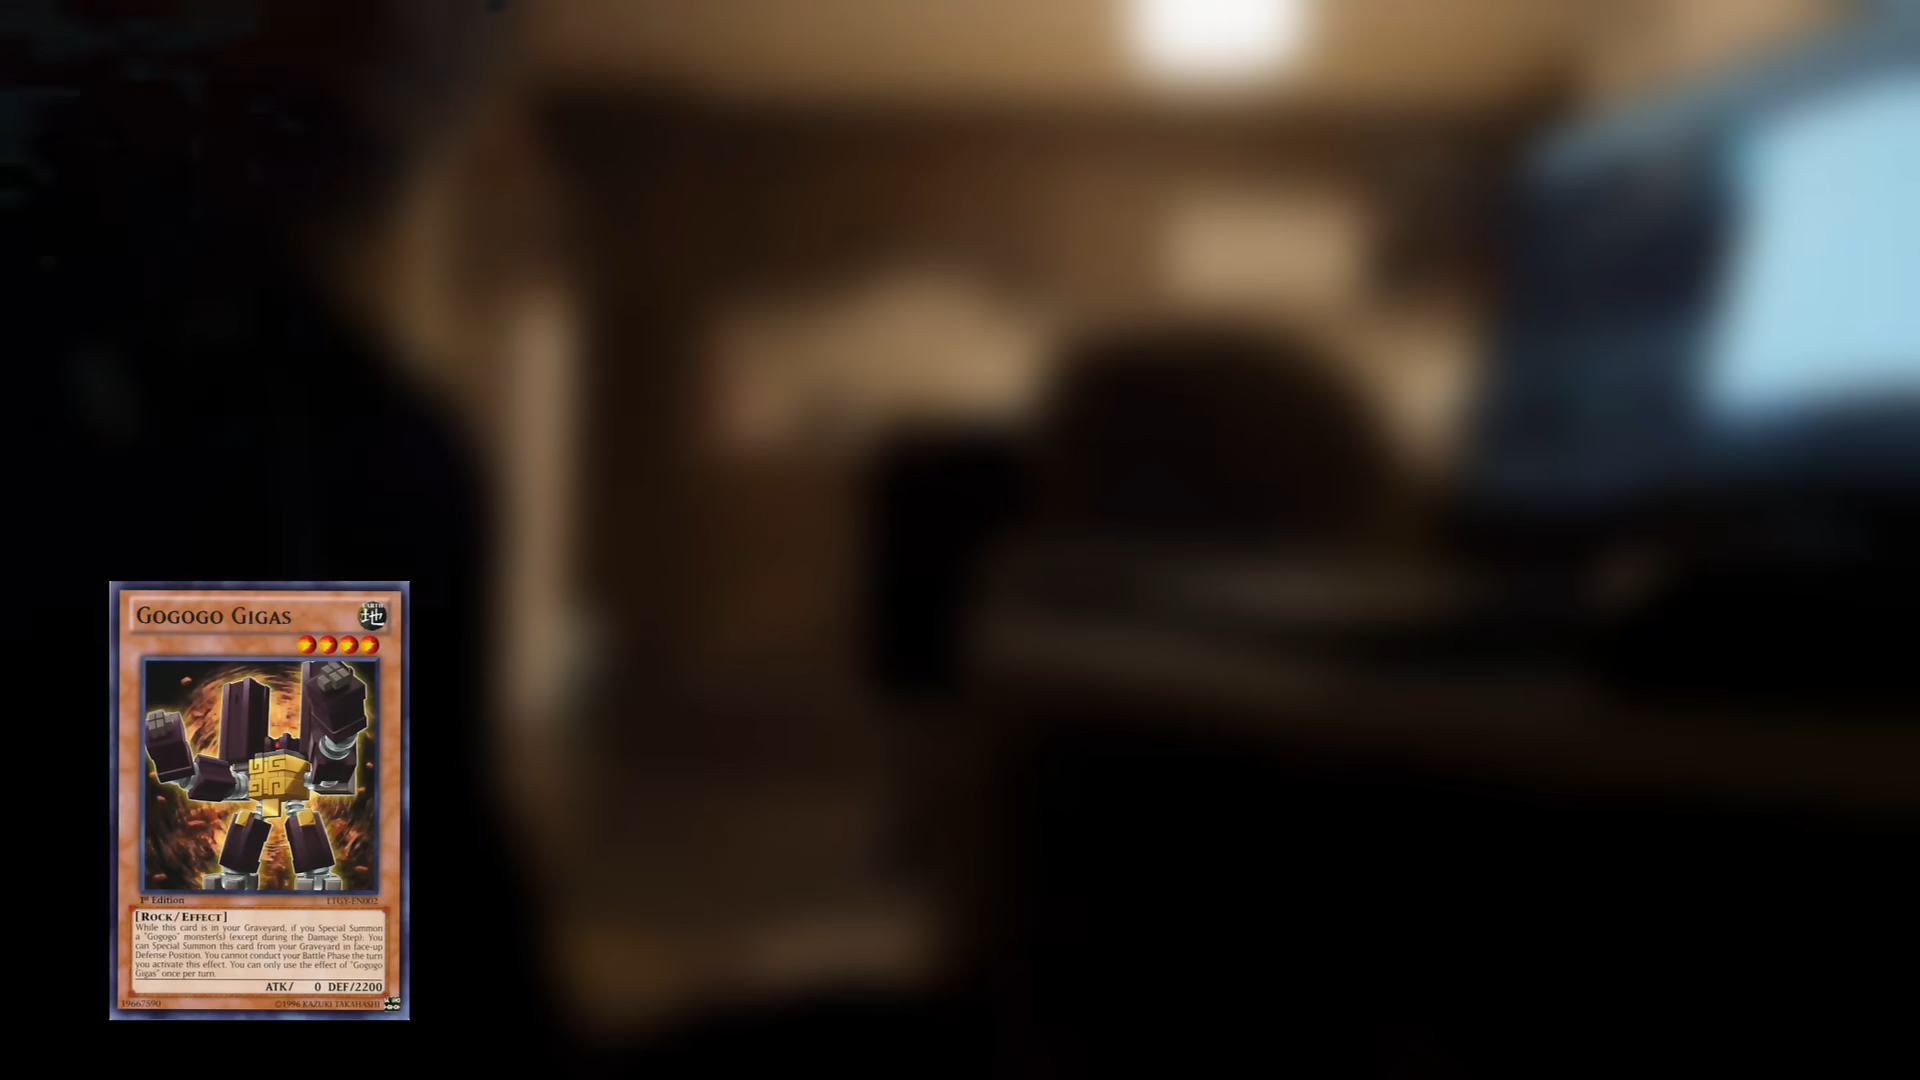 GOGOGO GIGAS
EARTH
地
1st Edition
LTGY-EN002
[ROCK/EFFECT]
While this card is in your Graveyard, if you Special Summon
a "Gogogo" monster(s) (except during the Damage Step): You
can Special Summon this card from your Graveyard in face-up
Defense Position. You cannot conduct your Battle Phase the turn
you activate this effect. You can only use the effect of "Gogogo
Gigas" once per turn.
ATK/ 0 DEF/2200
19667590
©1996 KAZUKI TAKAHASHI